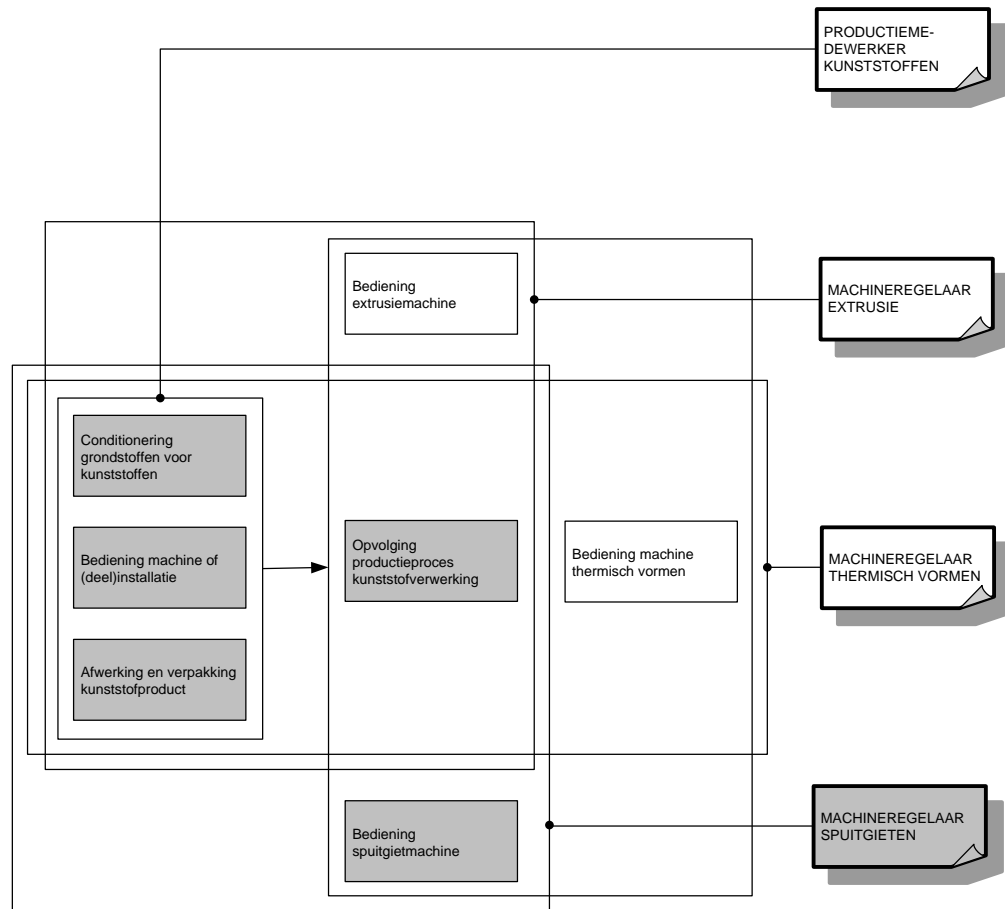 PRODUCTIEME-
DEWERKER
KUNSTSTOFFEN
Bediening
extrusiemachine
MACHINEREGELAAR
EXTRUSIE
Conditionering
grondstoffen voor
kunststoffen
Bediening machine of
(deel)installatie
Afwerking en verpakking
kunststofproduct
Opvolging
productieproces
kunststofverwerking
Bediening machine
thermisch vormen
MACHINEREGELAAR
THERMISCH VORMEN
Bediening
spuitgietmachine
MACHINEREGELAAR
SPUITGIETEN